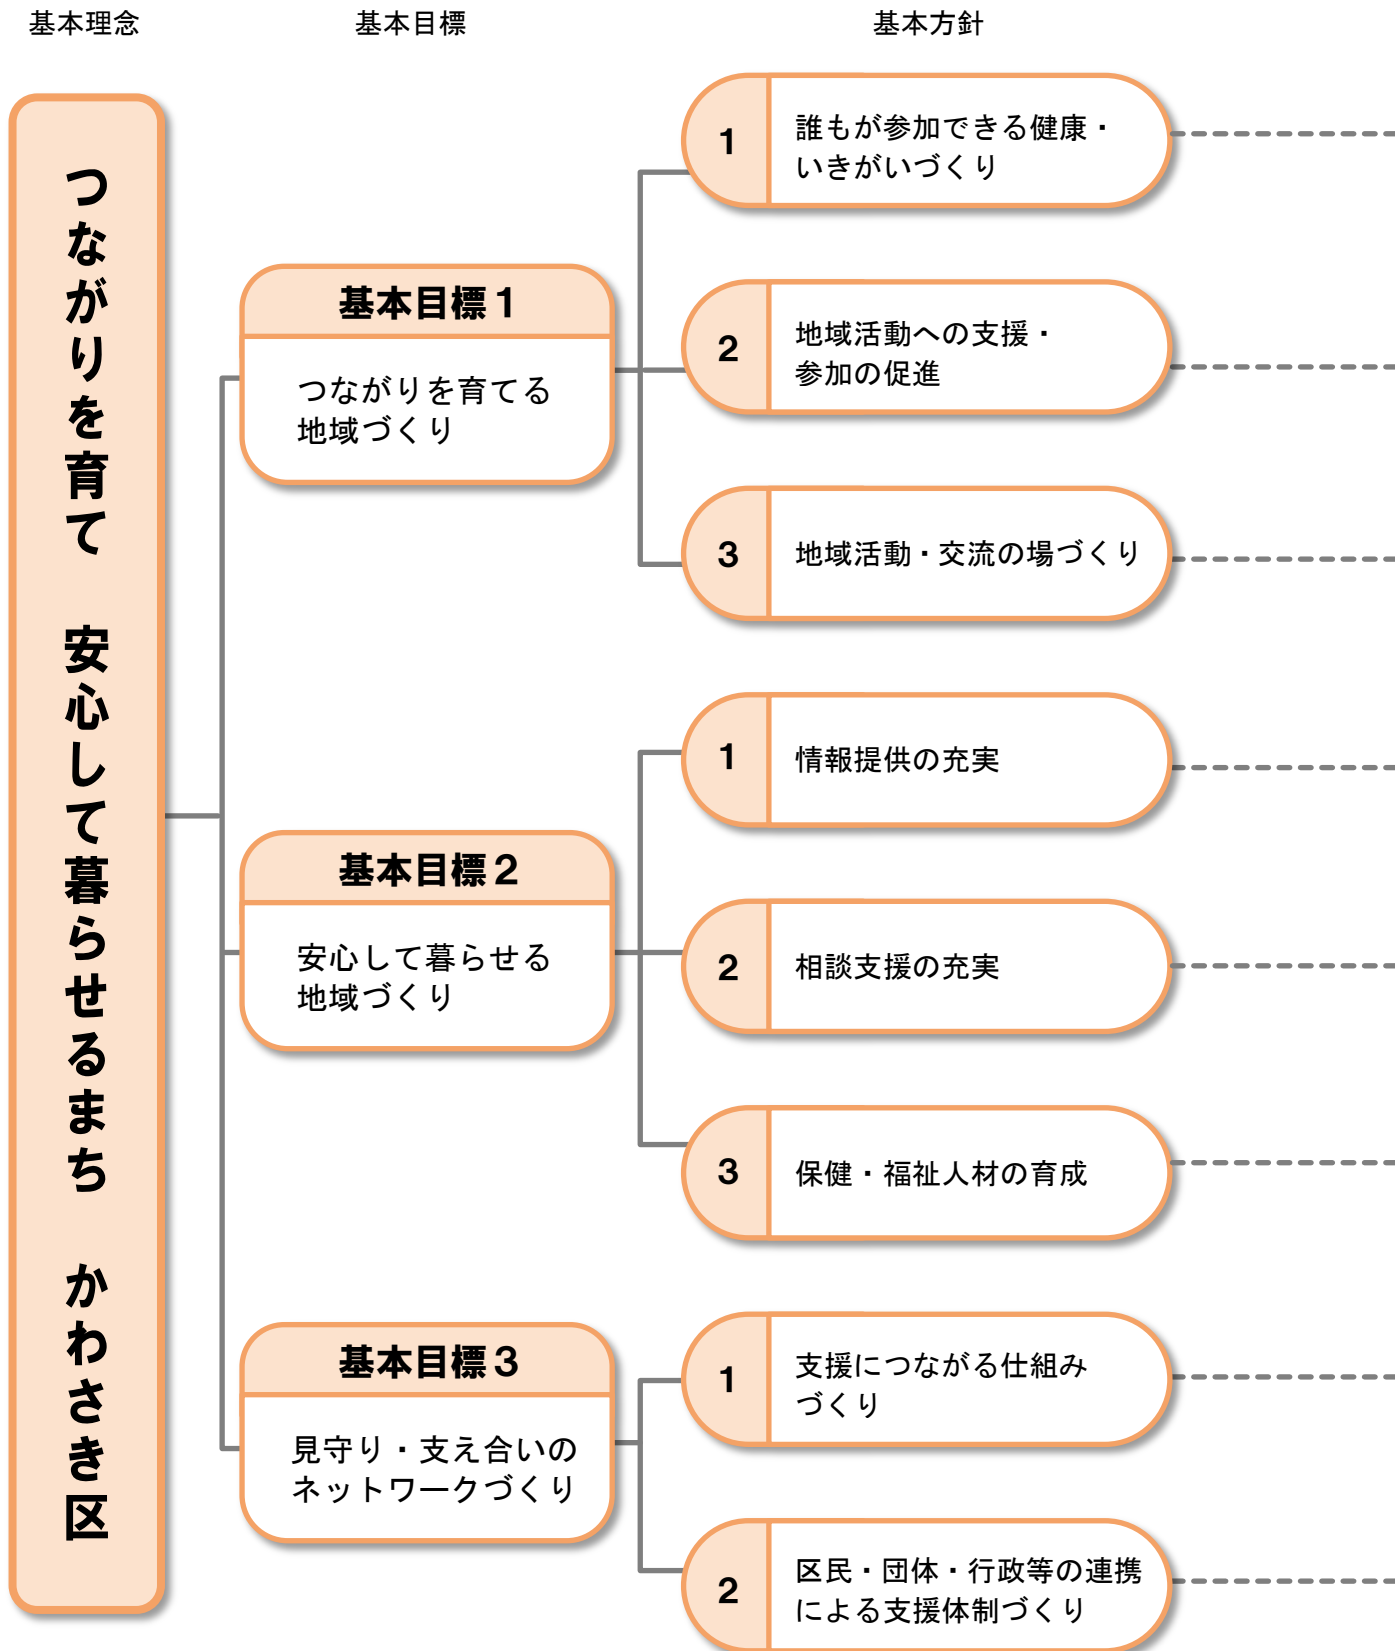 基本理念
基本目標
基本方針
つながりを育て　安心して暮らせるまち　かわさき区
基本目標１
つながりを育てる
地域づくり
1
誰もが参加できる健康・
いきがいづくり
2
地域活動への支援・
参加の促進
3
地域活動・交流の場づくり
基本目標２
安心して暮らせる
地域づくり
1
情報提供の充実
2
相談支援の充実
3
保健・福祉人材の育成
基本目標３
見守り・支え合いの
ネットワークづくり
1
支援につながる仕組み
づくり
2
区民・団体・行政等の連携
による支援体制づくり